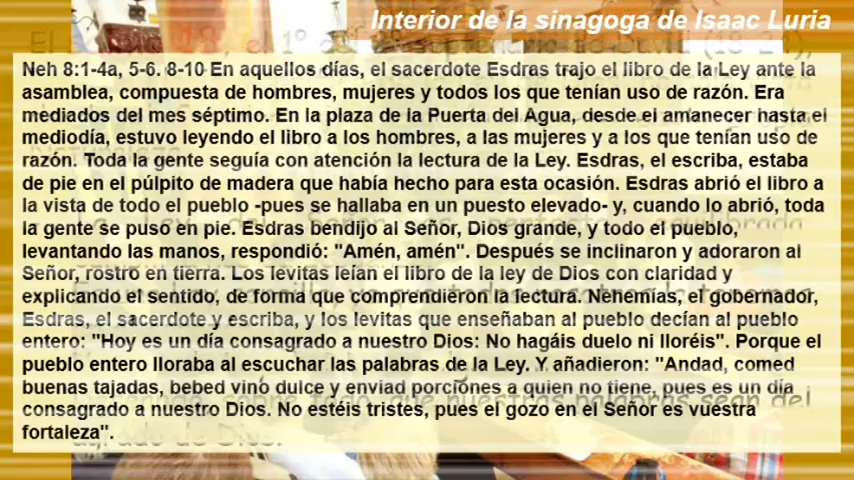 Interior de la sinagoga de Isaac Luria
Neh 8:1-4a, 5-6. 8-10 En aquellos días, el sacerdote Esdras trajo el libro de la Ley ante la
asamblea, compuesta de hombres, mujeres y todos los que tenían uso de razón. Era
mediados del mes séptimo. En la plaza de la Puerta del Agua, desde el amanecer hasta el
mediodía, estuvo leyendo el libro a los hombres, a las mujeres y a los que tenían uso de
razón. Toda la gente seguía con atención la lectura de la Ley. Esdras, el escriba, estaba
de pie en el púlpito de madera que había hecho para esta ocasión. Esdras abrió el libro a
la vista de todo el pueblo -pues se hallaba en un puesto elevado- y, cuando lo abrió, toda
la gente se puso en pie. Esdras bendijo al Señor, Dios grande, y todo el pueblo,
levantando las manos, respondió: "Amén, amén". Después se inclinaron y adoraron al
Señor, rostro en tierra. Los levitas leían el libro de la ley de Dios con claridad y
explicando el sentido, de forma que comprendieron la lectura. Nehemías, el gobernador,
Esdras, el sacerdote y escriba, y los levitas que enseñaban al pueblo decían al pueblo
entero: "Hoy es un día consagrado a nuestro Dios: No hagáis duelo ni lloréis". Porque el
pueblo entero lloraba al escuchar las palabras de la Ley. Y añadieron: "Andad, comed
buenas tajadas, bebed vino dulce y enviad porciones a quien no tiene, pues es un día
consagrado a nuestro Dios. No estéis tristes, pues el gozo en el Señor es vuestra
fortaleza".
agrado de Dios.